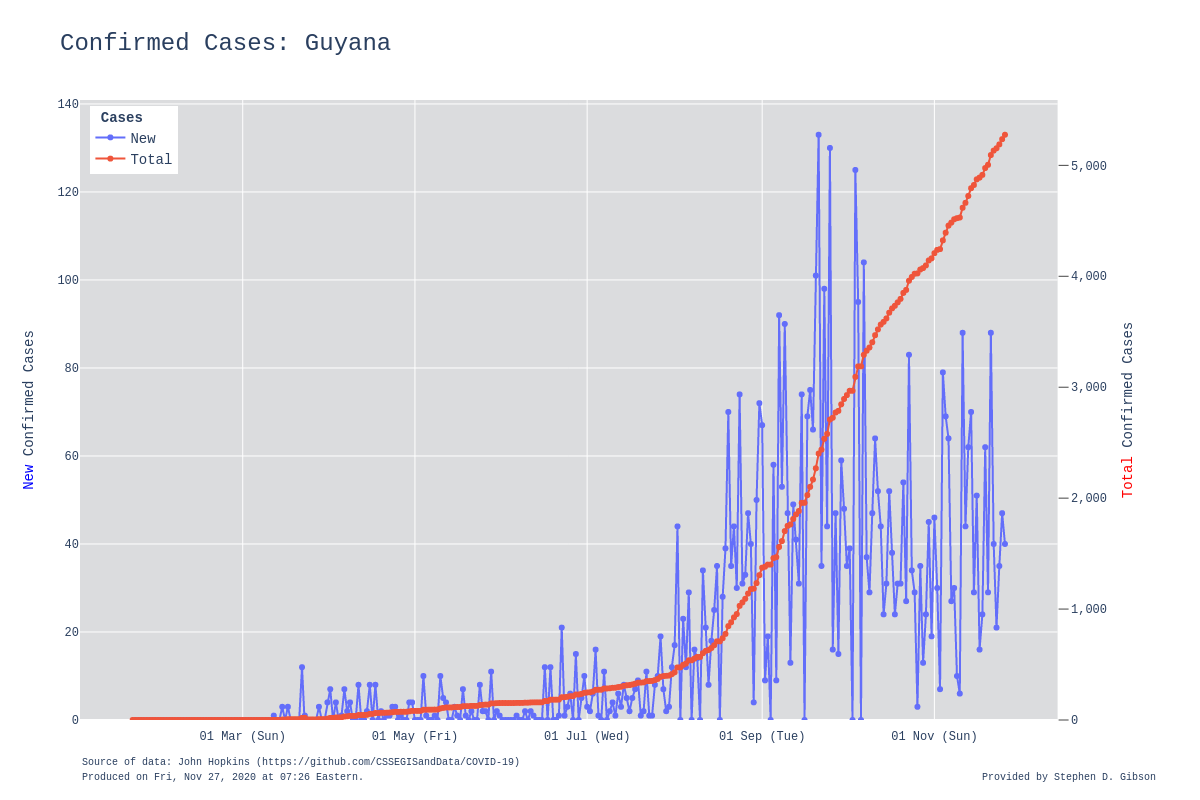 Confirmed Cases: Guyana
Cases
New
Total
140
120
100
80
60
40
20
0
New Confirmed Cases
5,000
4,000
3,000
2,000
1,000
0
Total Confirmed Cases
01 Mar (Sun)
01 May (Fri)
01 Jul (Wed)
01 Sep (Tue)
01 Nov (Sun)
Source of data: John Hopkins (https://github.com/CSSEGISandData/COVID-19)
Produced on Fri, Nov 27, 2020 at 07:26 Eastern.
Provided by Stephen D. Gibson